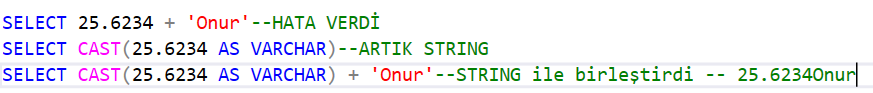 SELECT 25.6234 + 'Onur'--HATA VERDİ
SELECT CAST(25.6234 AS VARCHAR)--ARTIK STRING
SELECT CAST(25.6234 AS VARCHAR) + 'Onur'--STRING ile birleştirdi -- 25.6234Onur